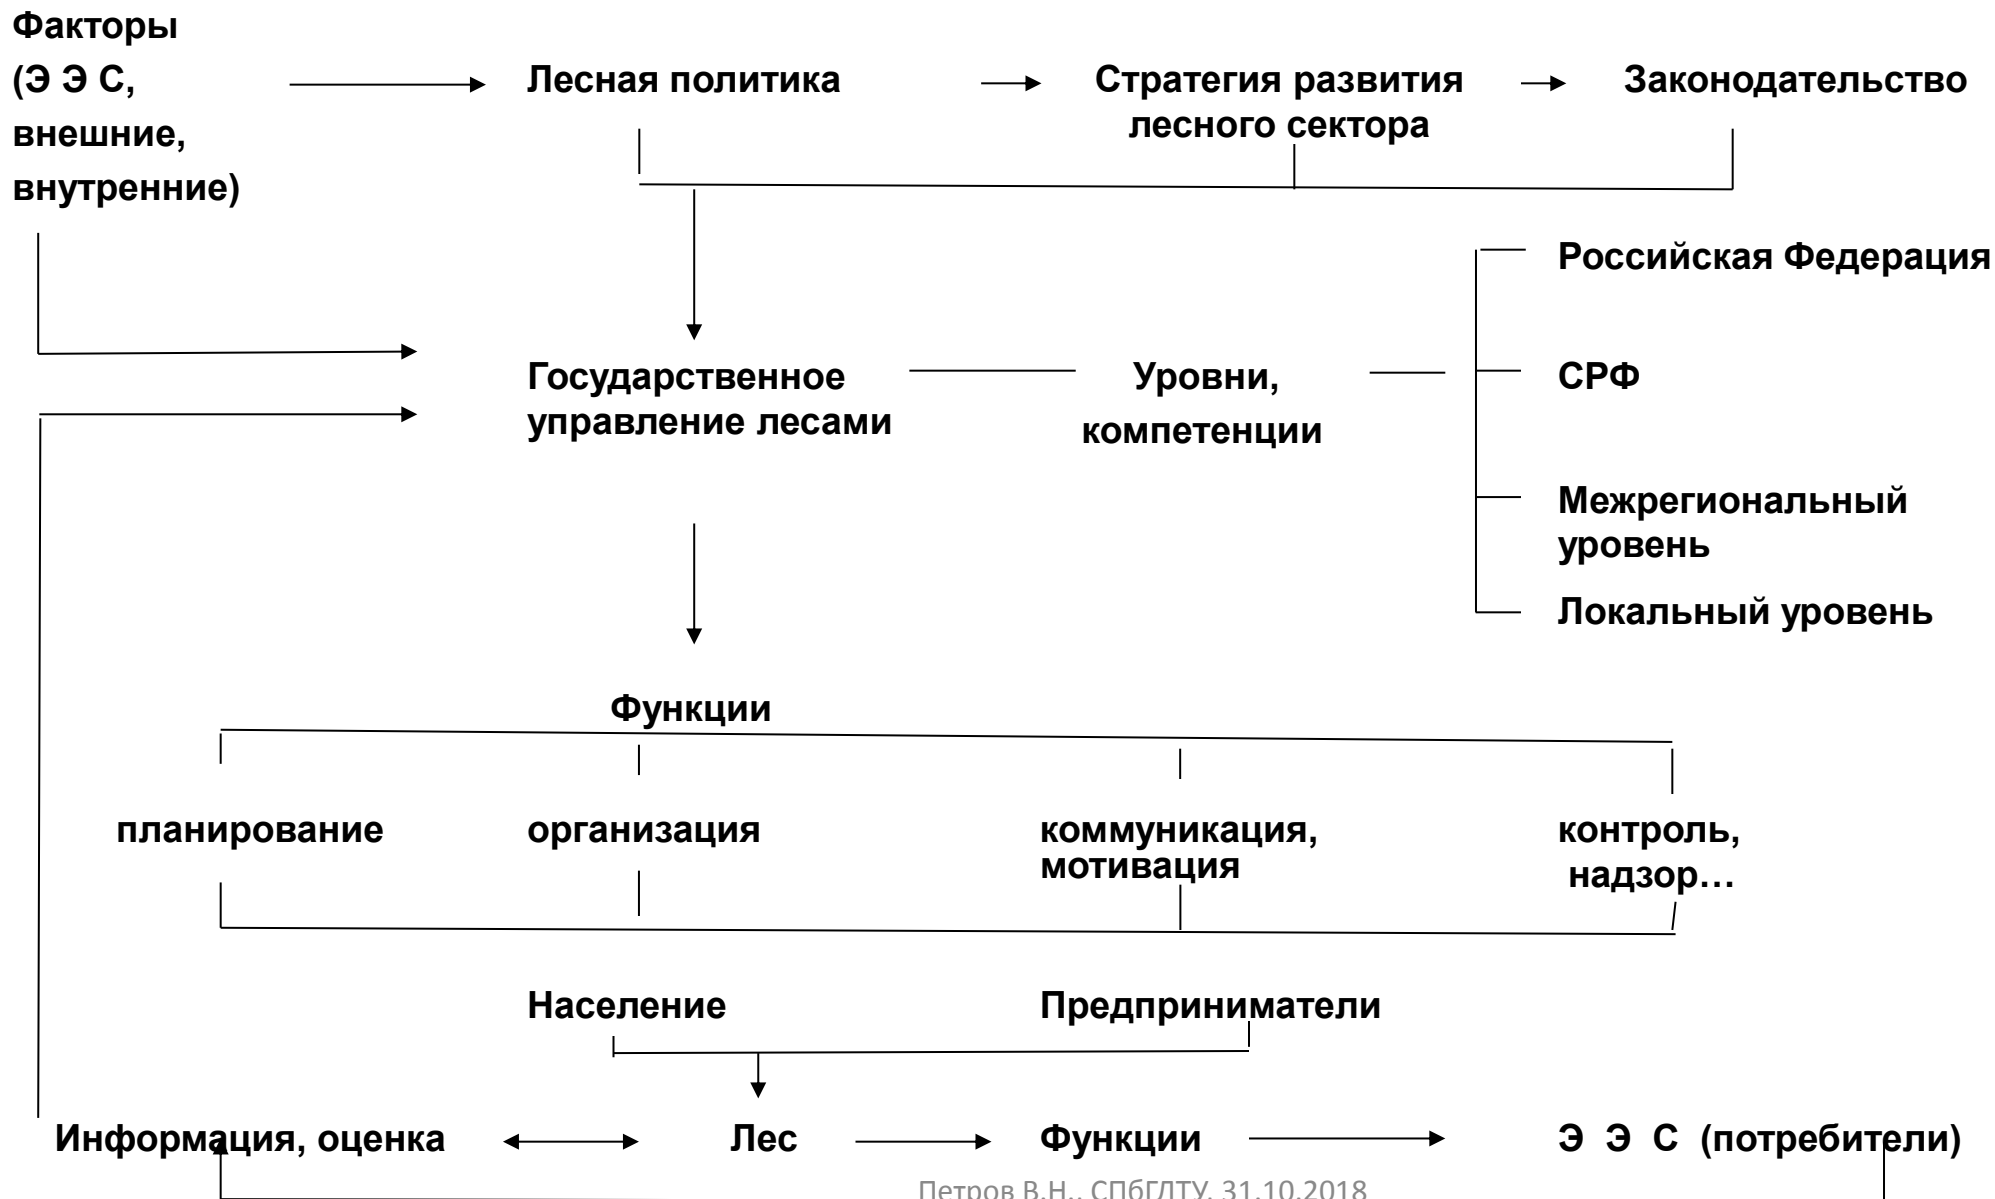 Факторы
(Э Э С,
внешние,
внутренние)
Лесная политика
Стратегия развития
лесного сектора
Законодательство
Российская Федерация
Государственное
управление лесами
Уровни,
компетенции
СРФ
Межрегиональный
уровень
Локальный уровень
Функции
планирование
организация
коммуникация,
мотивация
контроль,
надзор…
Население
Предприниматели
Информация, оценка
Лес
Функции
Э Э С (потребители)
Петров В.Н., СПбГЛТУ, 31.10.2018